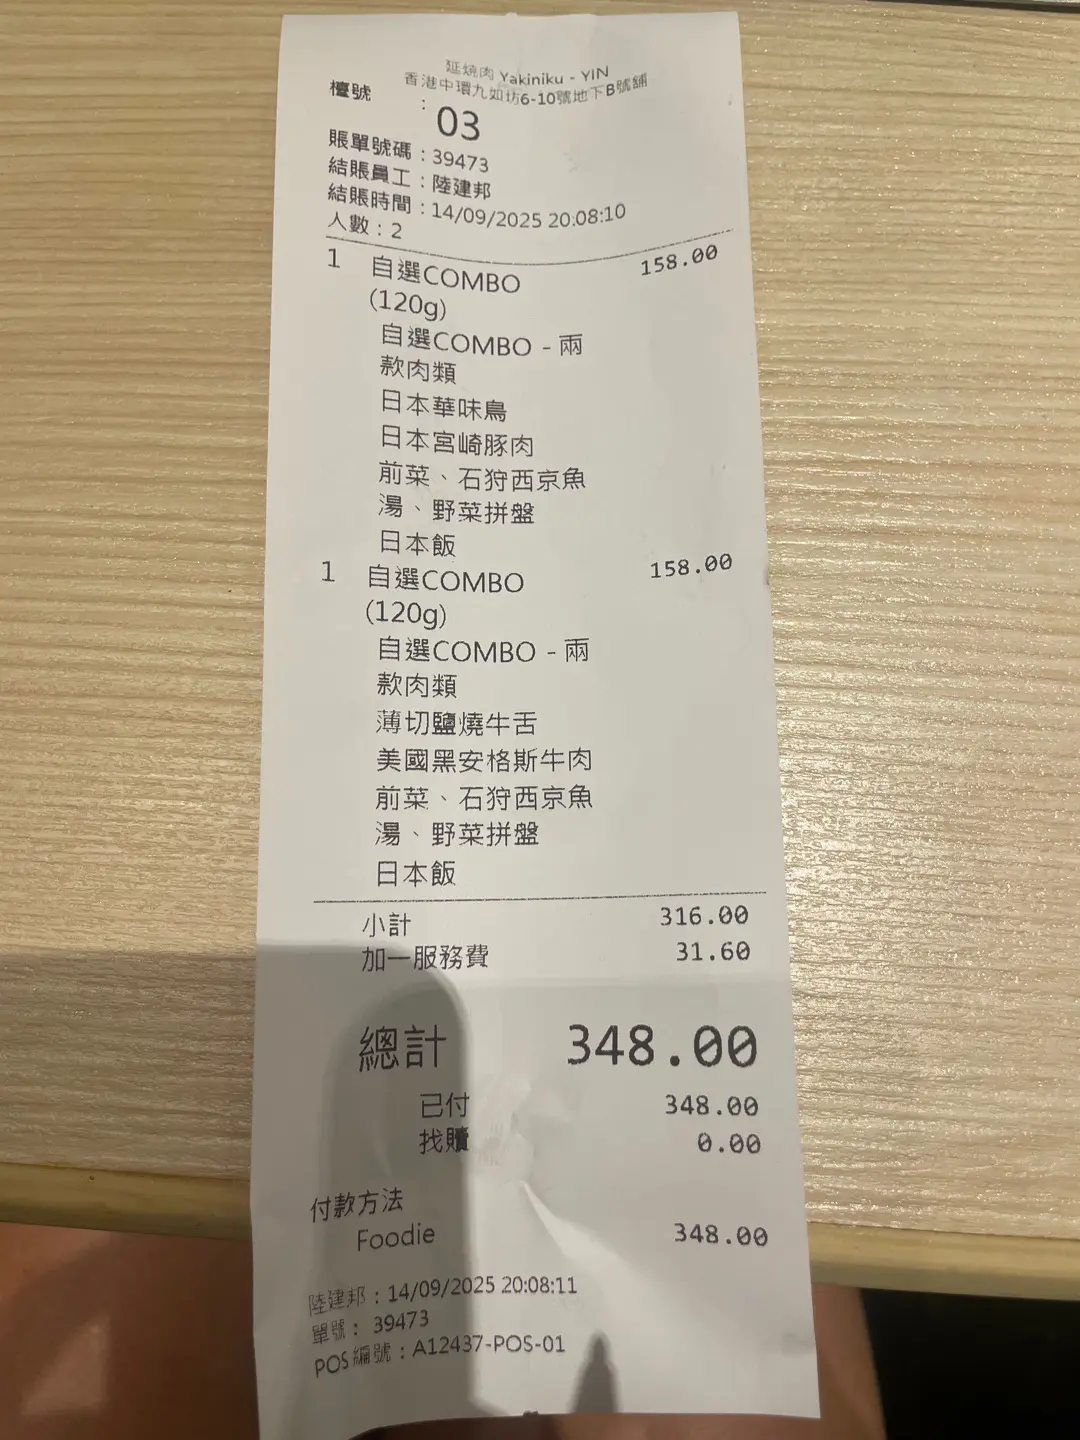 延燒肉 Yakiniku - YIN
香港中環九如坊6-10號地下B號舖
檯號 : 03
賬單號碼 : 39473
結賬員工 : 陸建邦
結賬時間 : 14/09/2025 20:08:10
人數 : 2
1 自選COMBO 158.00
(120g)
自選COMBO - 兩
款肉類
日本華味鳥
日本宮崎豚肉
前菜、石狩西京魚
湯、野菜拼盤
日本飯
1 自選COMBO 158.00
(120g)
自選COMBO - 兩
款肉類
薄切鹽燒牛舌
美國黑安格斯牛肉
前菜、石狩西京魚
湯、野菜拼盤
日本飯
小計 316.00
加一服務費 31.60
總計 348.00
已付 348.00
找贖 0.00
付款方法
Foodie 348.00
陸建邦 : 14/09/2025 20:08:11
單號 : 39473
POS編號 : A12437-POS-01